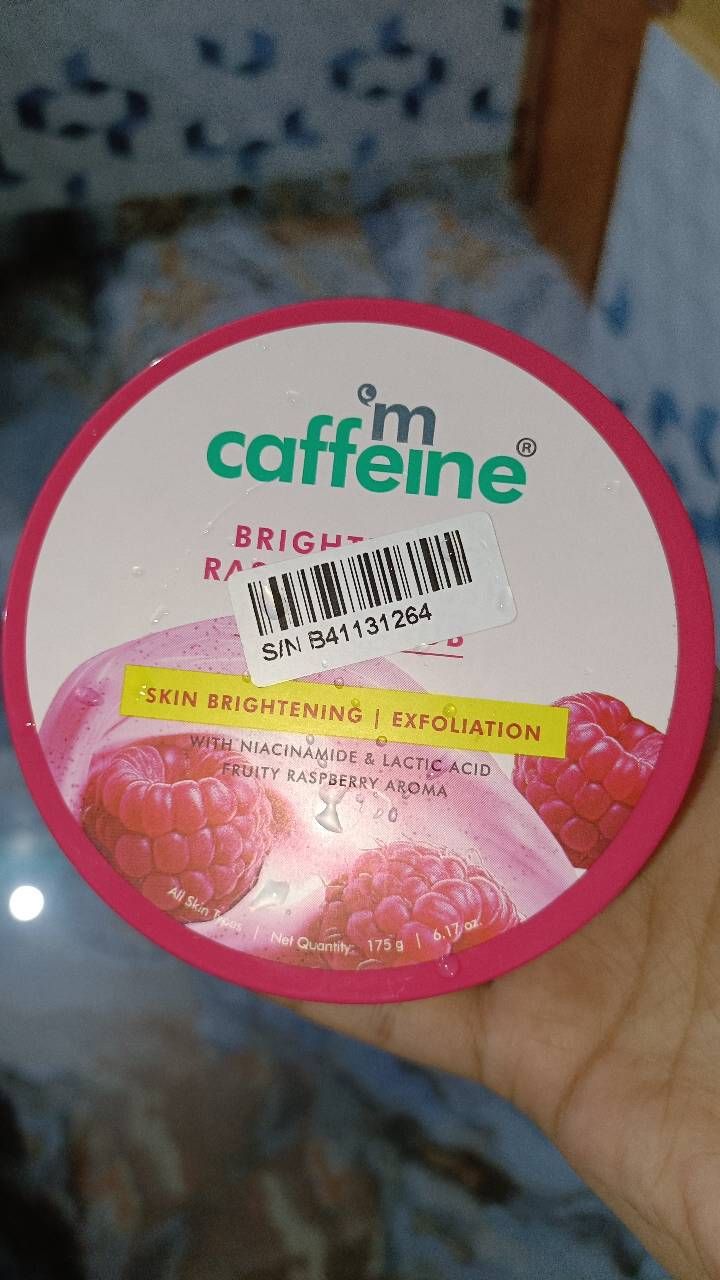 'm
caffeine®
BRIGHT
RA
S/N B41131264
B
SKIN BRIGHTENING | EXFOLIATION
WITH NIACINAMIDE & LACTIC ACID
FRUITY RASPBERRY AROMA
All Skin Types | Net Quantity: 175 g | 6.17 oz.